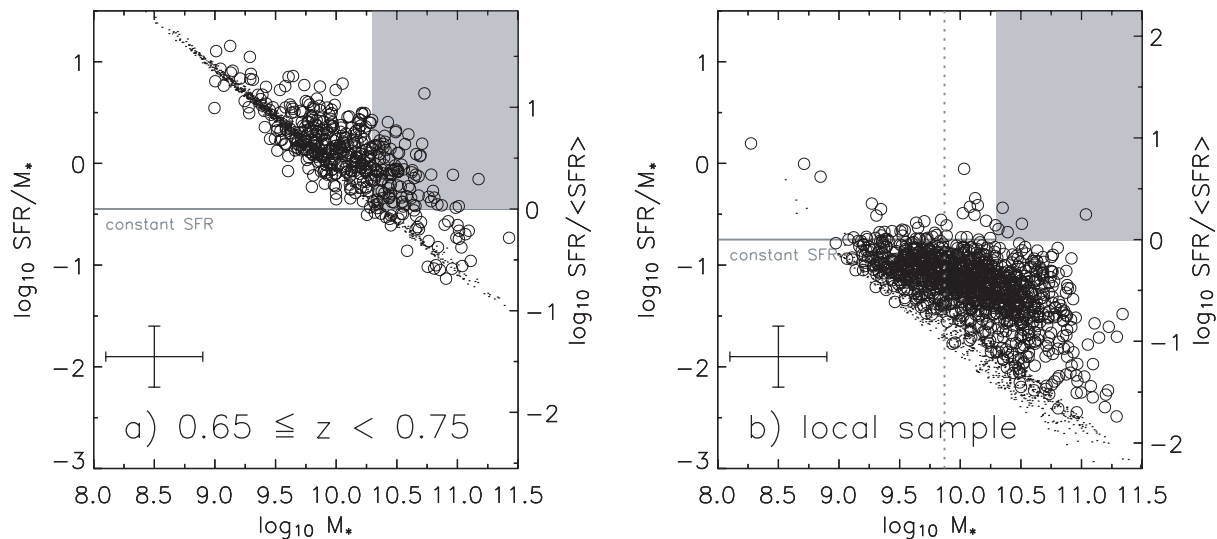 1
0
−1
−2
−3
log₁₀ SFR/M*
constant SFR
a) 0.65 ≦ z < 0.75
8.0 8.5 9.0 9.5 10.0 10.5 11.0 11.5
log₁₀ M*
1
0
−1
−2
log₁₀ SFR/<SFR>
1
0
−1
−2
−3
log₁₀ SFR/M*
constant SFR
b) local sample
8.0 8.5 9.0 9.5 10.0 10.5 11.0 11.5
log₁₀ M*
2
1
0
−1
−2
log₁₀ SFR/<SFR>